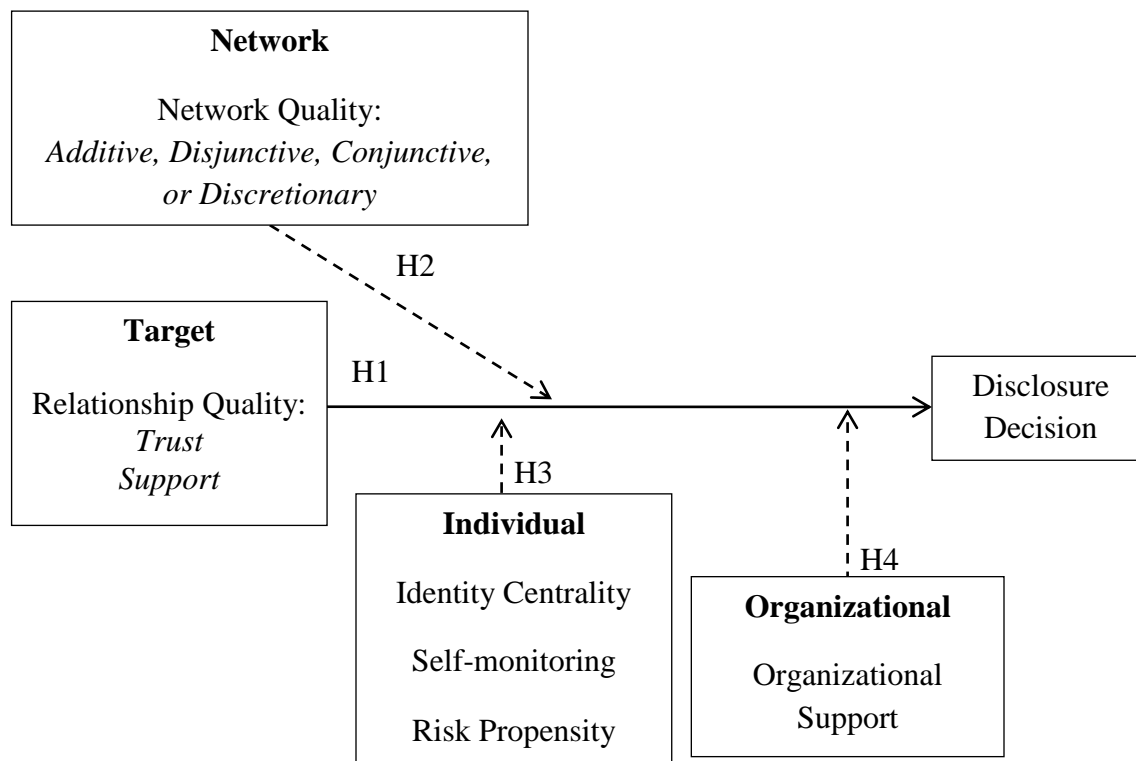 Network
Network Quality:
Additive, Disjunctive, Conjunctive,
or Discretionary
H2
Target
Relationship Quality:
Trust
Support
H1
Disclosure
Decision
H3
Individual
Identity Centrality
Self-monitoring
Risk Propensity
H4
Organizational
Organizational
Support